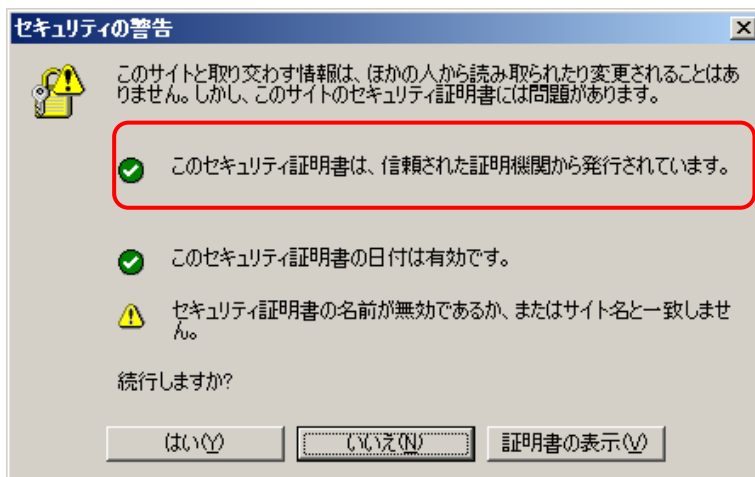 セキュリティの警告
このサイトと取り交わす情報は、ほかの人から読み取られたり変更されることはあ
りません。しかし、このサイトのセキュリティ証明書には問題があります。
このセキュリティ証明書は、信頼された証明機関から発行されています。
このセキュリティ証明書の日付は有効です。
セキュリティ証明書の名前が無効であるか、またはサイト名と一致しませ
ん。
続行しますか?
はい(Y) いいえ(N) 証明書の表示(V)